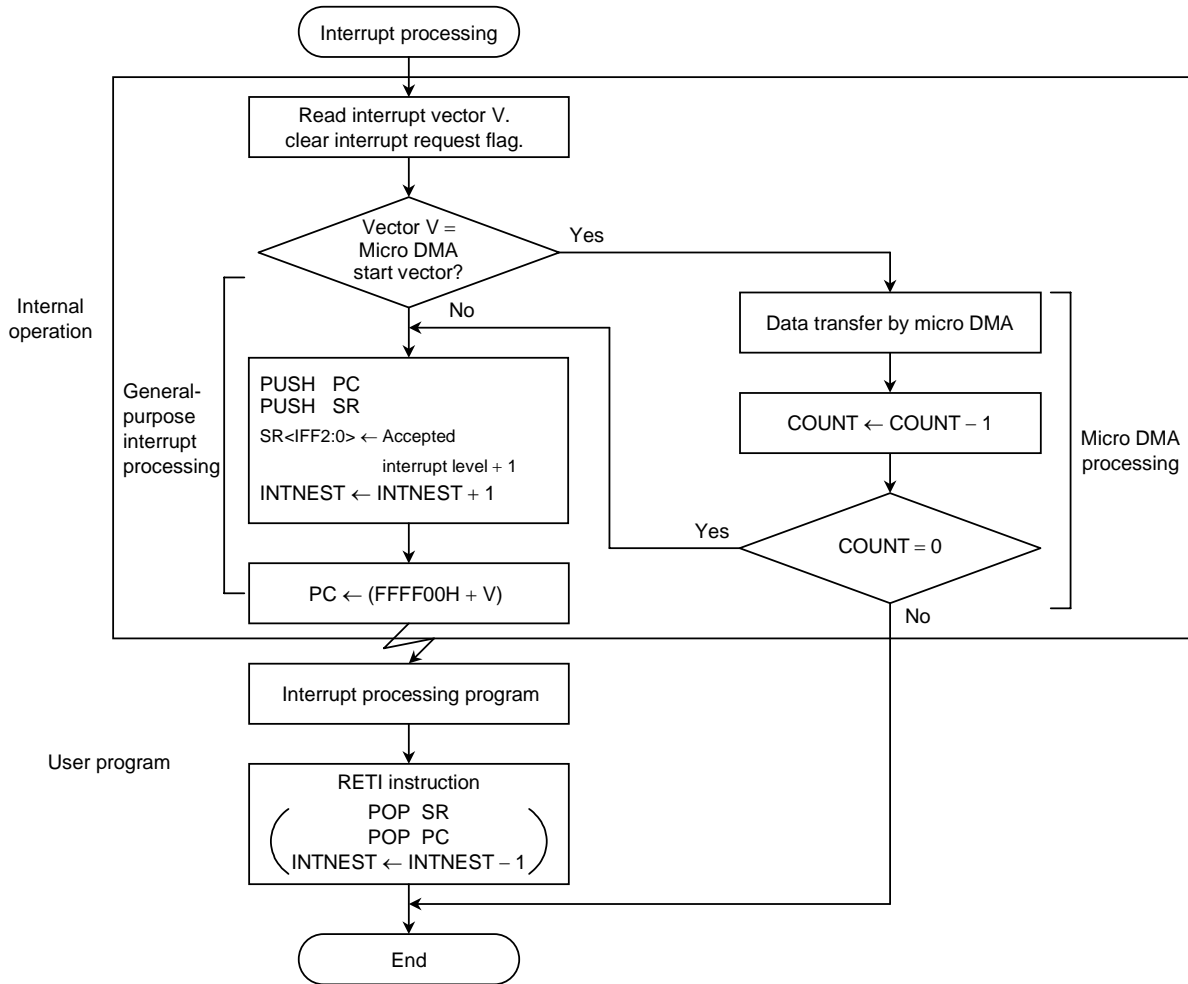 Interrupt processing
Read interrupt vector V.
clear interrupt request flag.
Vector V =
Micro DMA
start vector?
Yes
No
Internal
operation
General-
purpose
interrupt
processing
PUSH PC
PUSH SR
SR<IFF2:0> ← Accepted
interrupt level + 1
INTNEST ← INTNEST + 1
PC ← (FFFF00H + V)
Data transfer by micro DMA
COUNT ← COUNT − 1
COUNT = 0
Yes
No
Micro DMA
processing
Interrupt processing program
User program
RETI instruction
POP SR
POP PC
INTNEST ← INTNEST − 1
End